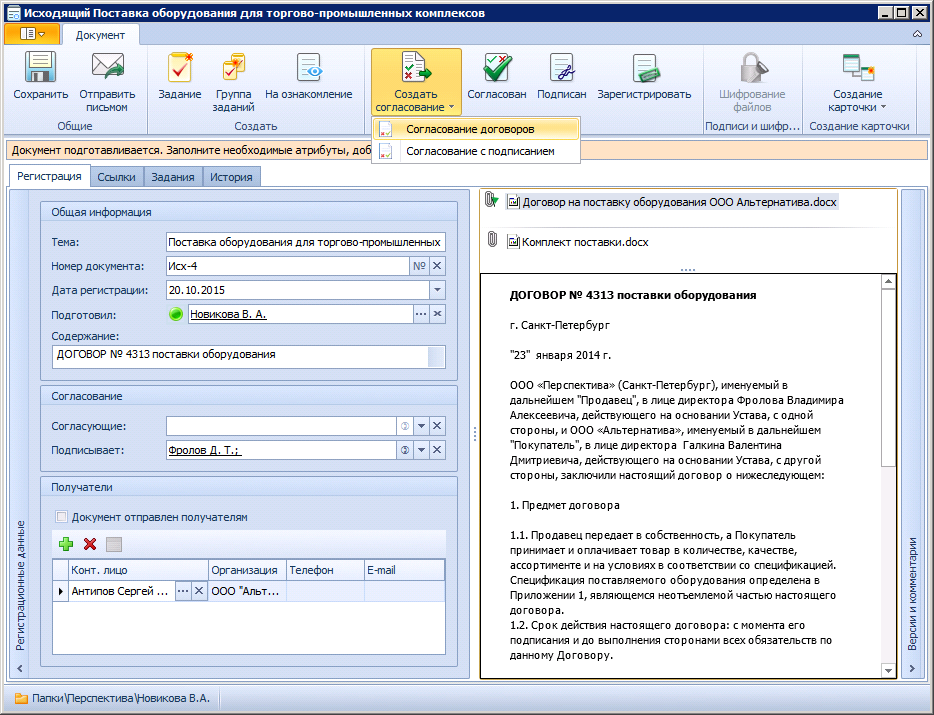 Исходящий Поставка оборудования для торгово-промышленных комплексов
Документ
Сохранить
Отправить письмом
Задание
Группа заданий
На ознакомление
Создать согласование
Согласован
Подписан
Зарегистрировать
Шифрование файлов
Создание карточки
Общие
Создать
Подписи и шифр...
Создание карточки
Согласование договоров
Согласование с подписанием
Документ подготавливается. Заполните необходимые атрибуты, доб
Регистрация
Ссылки
Задания
История
Регистрационные данные
Общая информация
Тема:
Поставка оборудования для торгово-промышленных
Номер документа:
Исх-4
№
Дата регистрации:
20.10.2015
Подготовил:
Новикова В. А.
Содержание:
ДОГОВОР № 4313 поставки оборудования
Согласование
Согласующие:
Подписывает:
Фролов Д. Т.;
Получатели
Документ отправлен получателям
Конт. лицо
Организация
Телефон
E-mail
Антипов Сергей ...
ООО "Альт...
Договор на поставку оборудования ООО Альтернатива.docx
Комплект поставки.docx
ДОГОВОР № 4313 поставки оборудования
г. Санкт-Петербург
"23" января 2014 г.
ООО «Перспектива» (Санкт-Петербург), именуемый в
дальнейшем "Продавец", в лице директора Фролова Владимира
Алексеевича, действующего на основании Устава, с одной
стороны, и ООО «Альтернатива», именуемый в дальнейшем
"Покупатель", в лице директора Галкина Валентина
Дмитриевича, действующего на основании Устава, с другой
стороны, заключили настоящий договор о нижеследующем:
1. Предмет договора
1.1. Продавец передает в собственность, а Покупатель
принимает и оплачивает товар в количестве, качестве,
ассортименте и на условиях в соответствии со спецификацией.
Спецификация поставляемого оборудования определена в
Приложении 1, являющемся неотъемлемой частью настоящего
договора.
1.2. Срок действия настоящего договора: с момента его
подписания и до выполнения сторонами всех обязательств по
данному Договору.
Версии и комментарии
Папки\Перспектива\Новикова В.А.